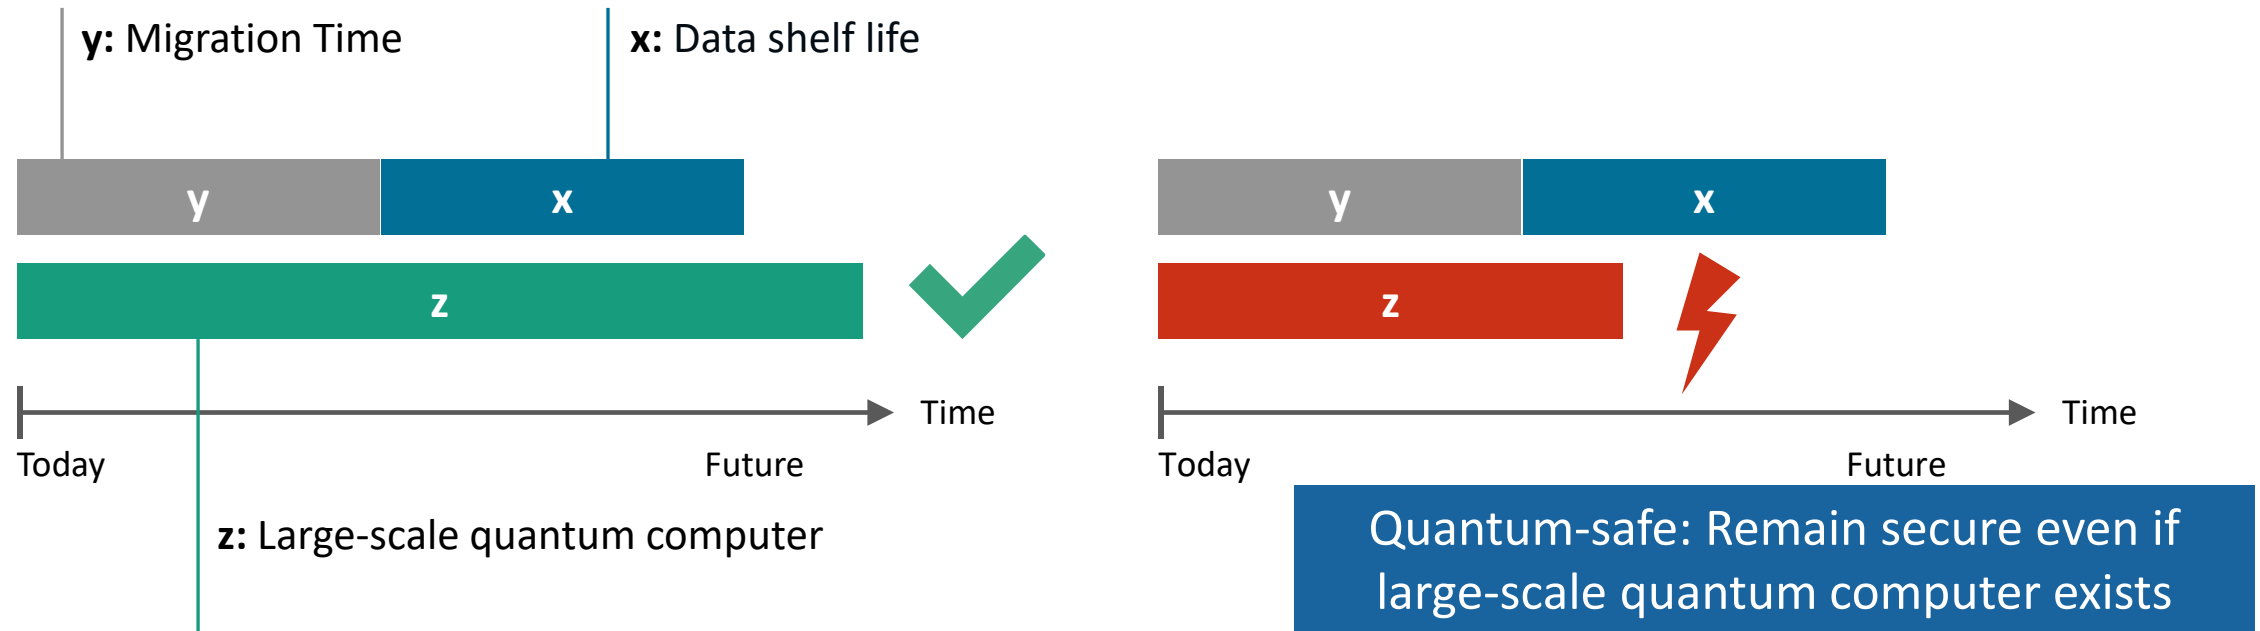 y: Migration Time
x: Data shelf life
y
x
z
Time
Today
Future
z: Large-scale quantum computer
y
x
z
Time
Today
Future
Quantum-safe: Remain secure even if
large-scale quantum computer exists